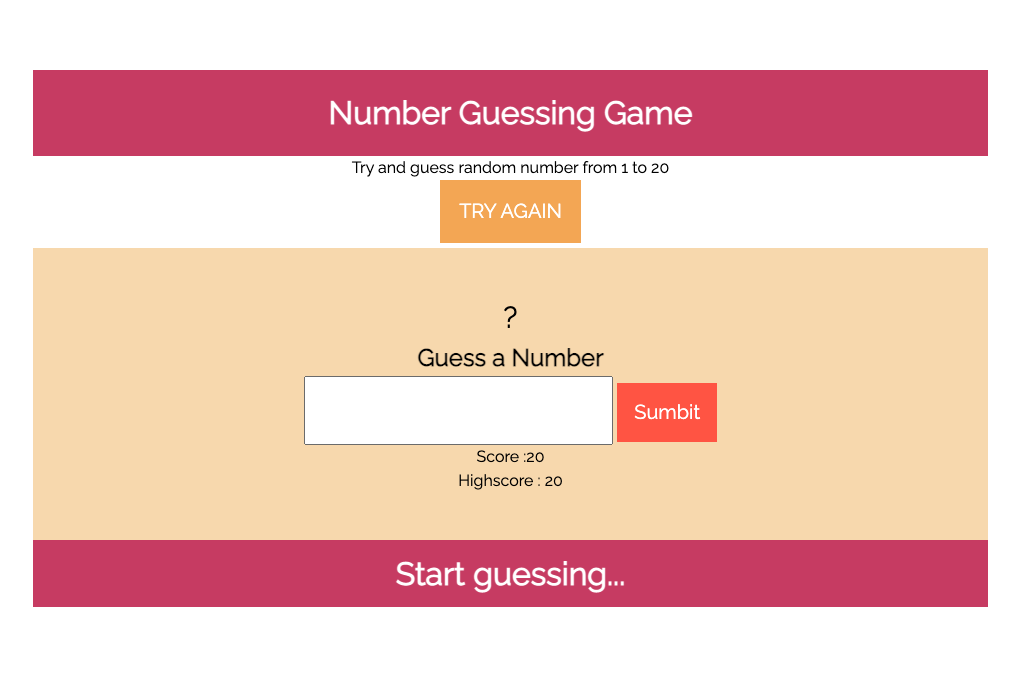 Number Guessing Game
Try and guess random number from 1 to 20
TRY AGAIN
?
Guess a Number
Sumbit
Score :20
Highscore : 20
Start guessing...